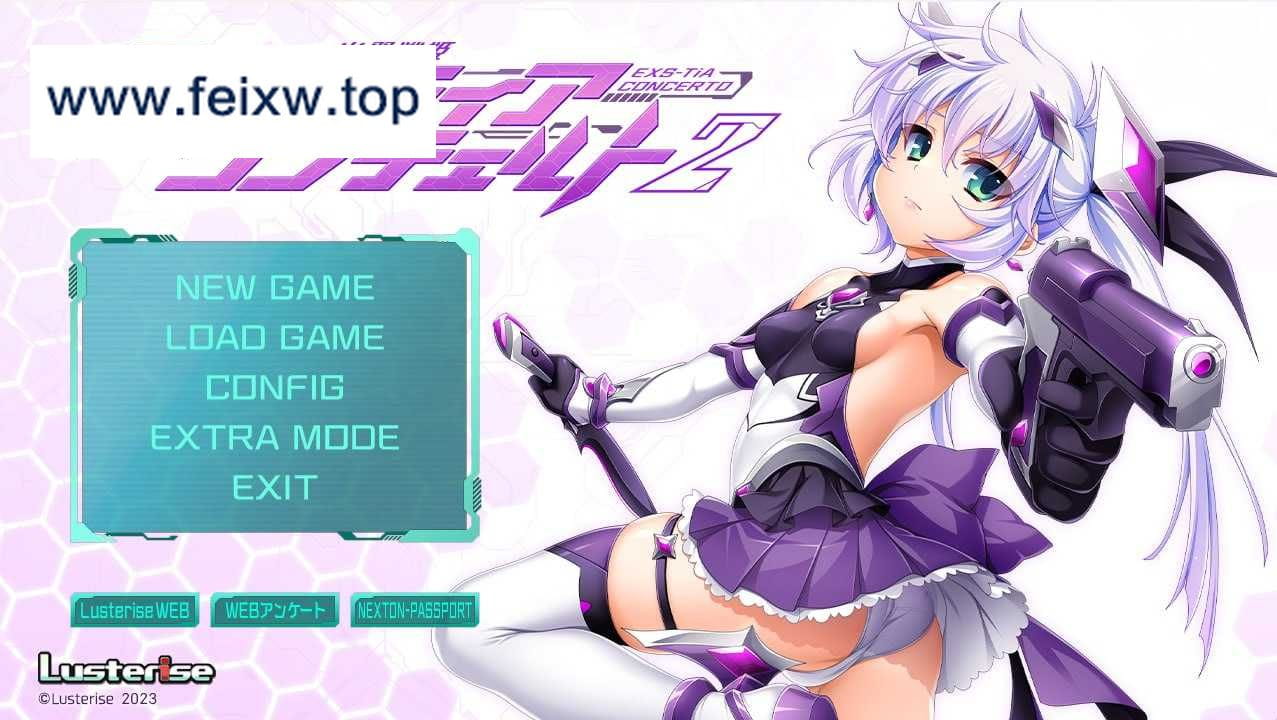 www.feixw.top
EXS-TiA
CONCERTO
コンチェルト2
NEW GAME
LOAD GAME
CONFIG
EXTRA MODE
EXIT
Lusterise WEB
WEBアンケート
NEXTON-PASSPORT
Lusterise
©Lusterise 2023